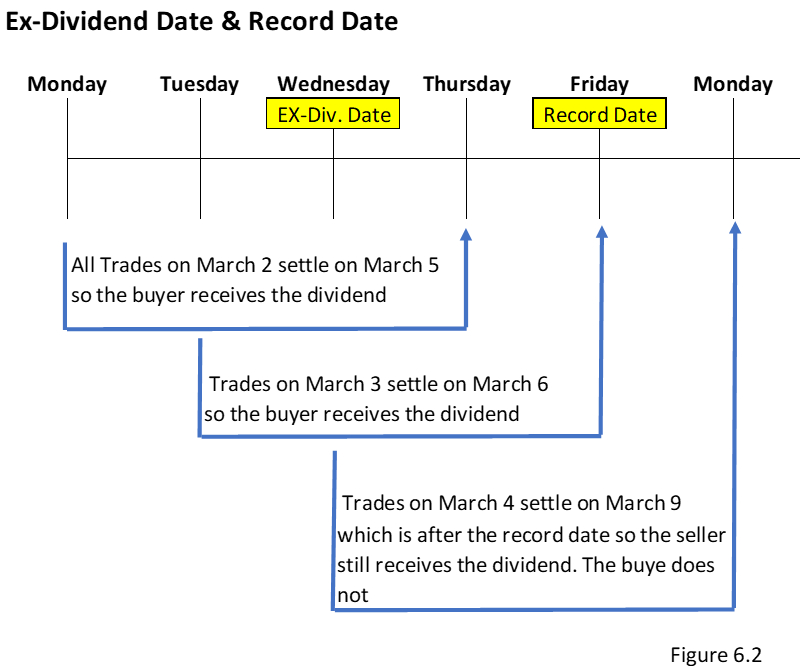 Ex-Dividend Date & Record Date
Monday Tuesday Wednesday Thursday Friday Monday
EX-Div. Date Record Date
All Trades on March 2 settle on March 5
so the buyer receives the dividend
Trades on March 3 settle on March 6
so the buyer receives the dividend
Trades on March 4 settle on March 9
which is after the record date so the seller
still receives the dividend. The buye does
not
Figure 6.2